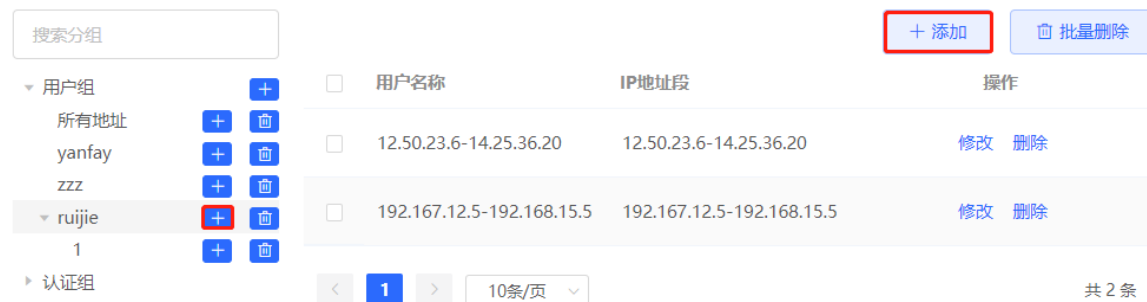 搜索分组
添加 批量删除
用户组
所有地址
yanfay
zzz
ruijie
1
认证组
用户名称 IP地址段 操作
12.50.23.6-14.25.36.20 12.50.23.6-14.25.36.20 修改 删除
192.167.12.5-192.168.15.5 192.167.12.5-192.168.15.5 修改 删除
1 10条/页 共 2 条